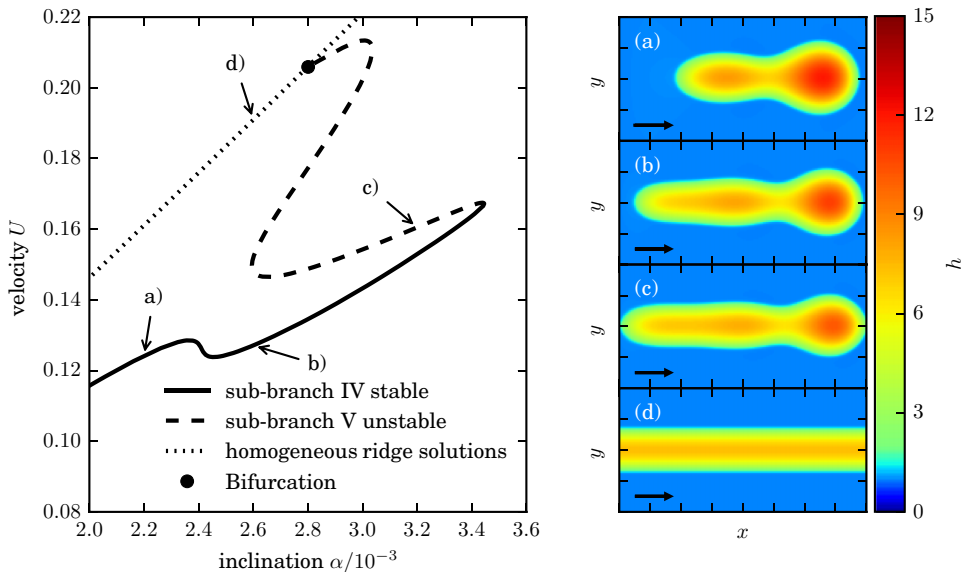 0.22
0.20
0.18
0.16
0.14
0.12
0.10
0.08
velocity U
2.0 2.2 2.4 2.6 2.8 3.0 3.2 3.4 3.6
inclination α/10⁻³
d)
c)
a)
b)
sub-branch IV stable
sub-branch V unstable
homogeneous ridge solutions
Bifurcation
(a)
y
(b)
y
(c)
y
(d)
y
x
15
12
9
6
3
0
h